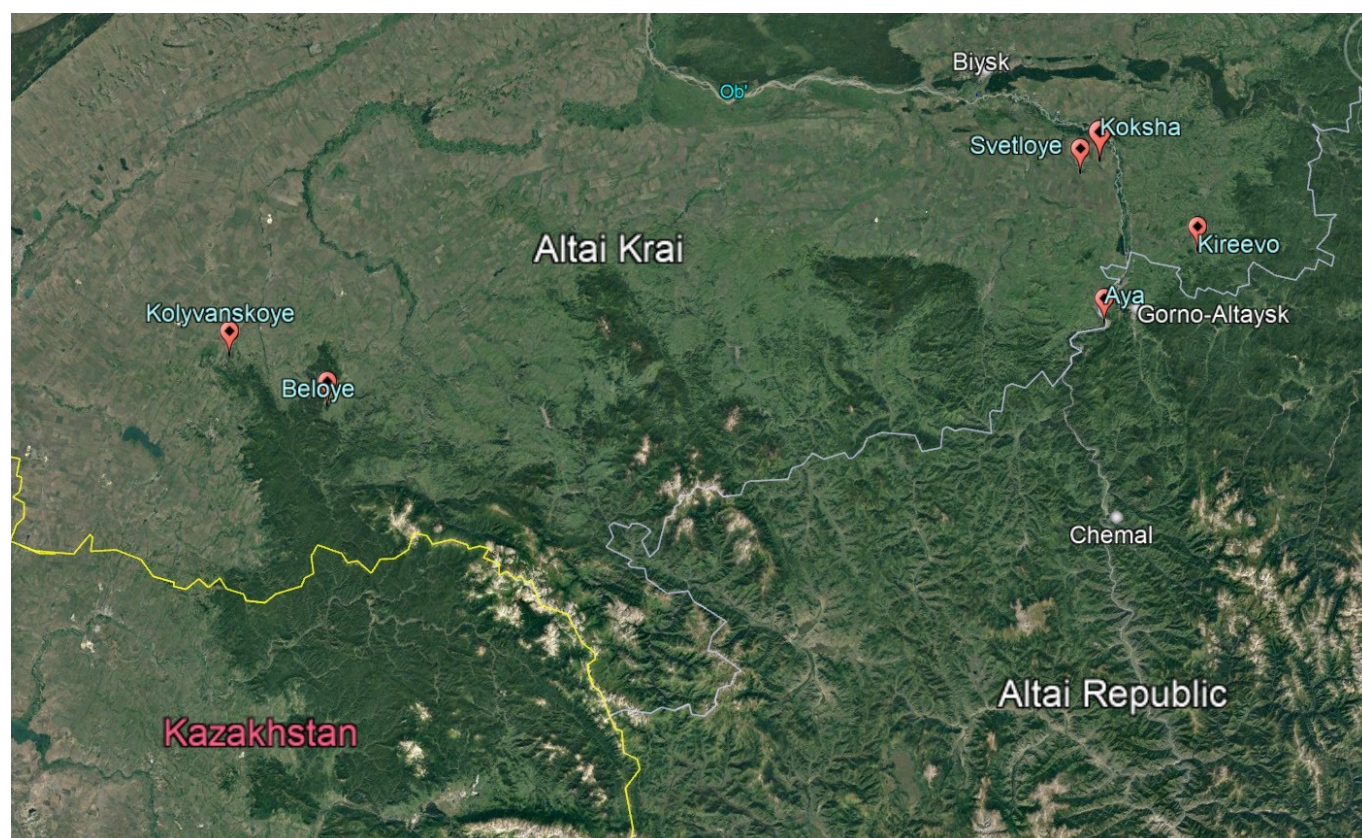 Biysk
Ob'
Koksha
Svetloye
Altai Krai
Kireevo
Aya
Kolyvanskoye
Gorno-Altaysk
Beloye
Chemal
Altai Republic
Kazakhstan